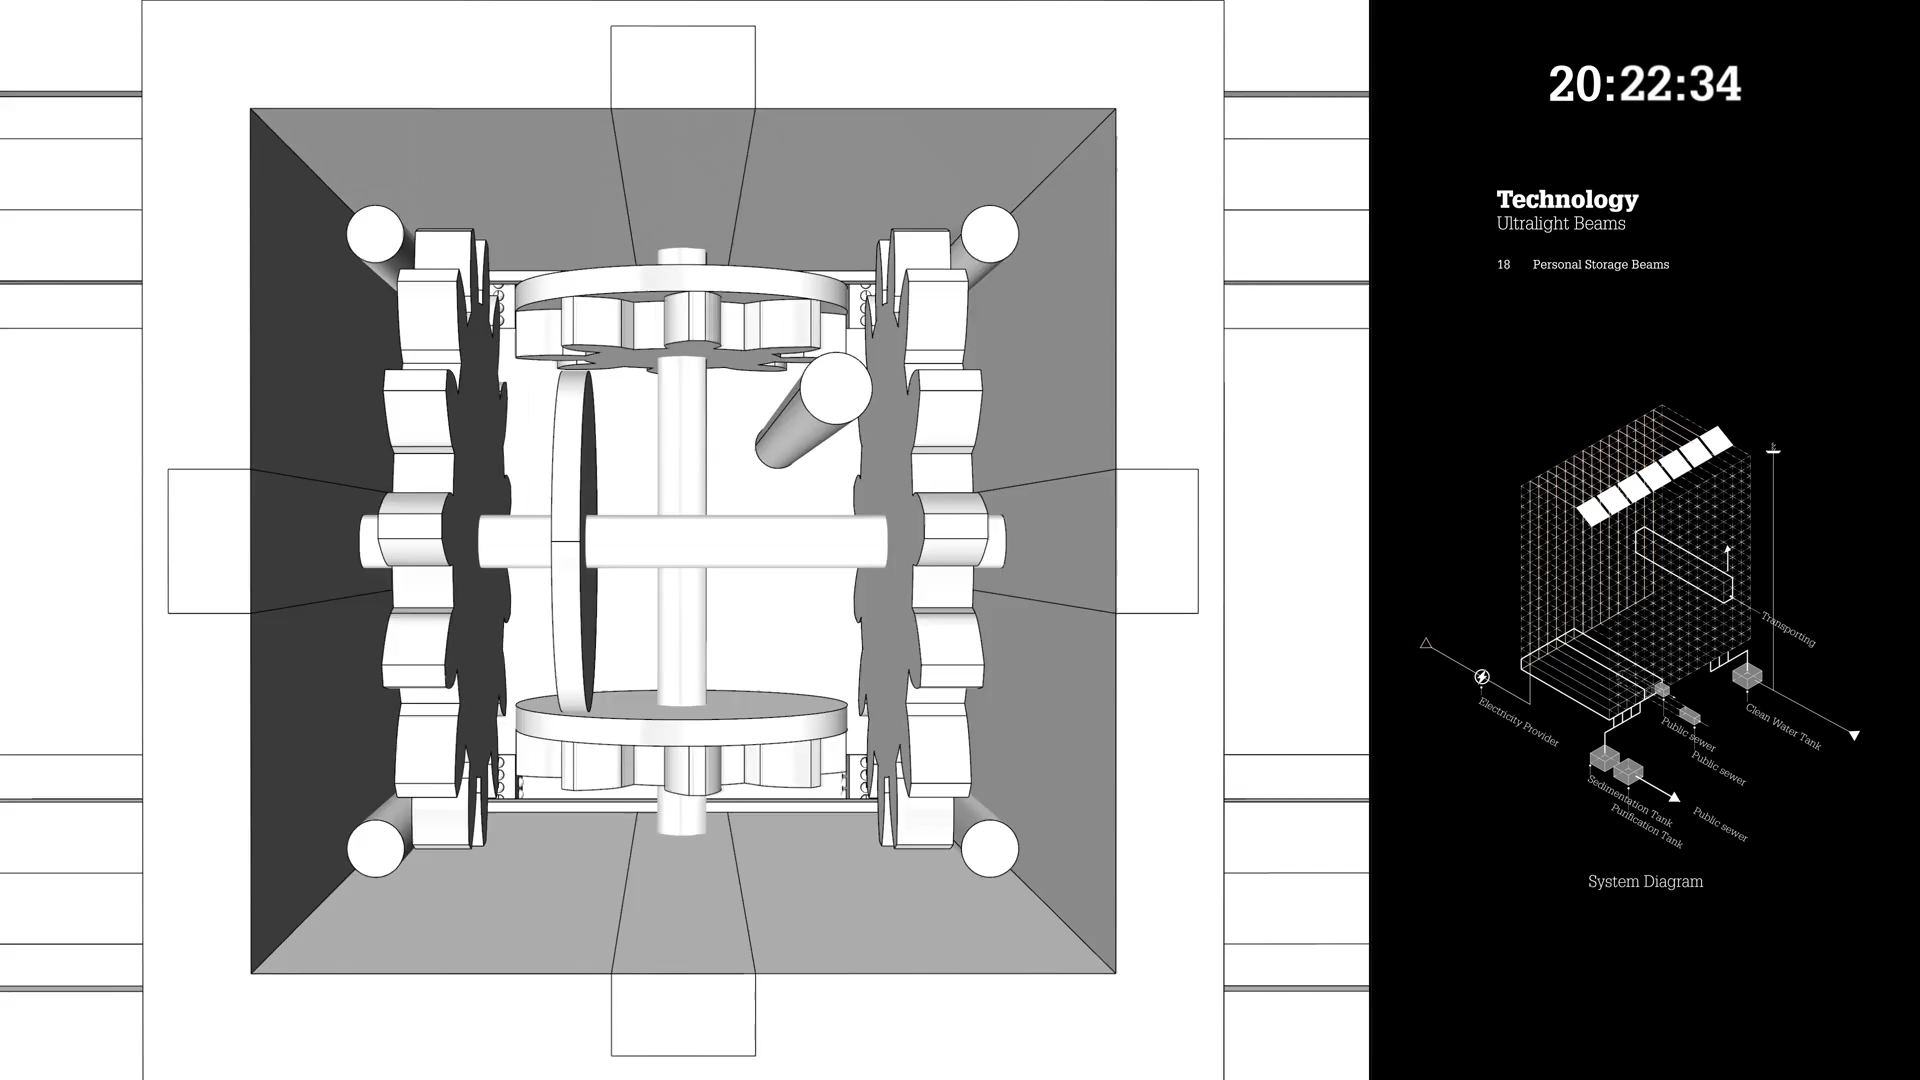 20:22:34
Technology
Ultralight Beams
18 Personal Storage Beams
Transporting
Electricity Provider
Clean Water Tank
Public sewer
Public sewer
Sedimentation Tank
Purification Tank
Public sewer
System Diagram